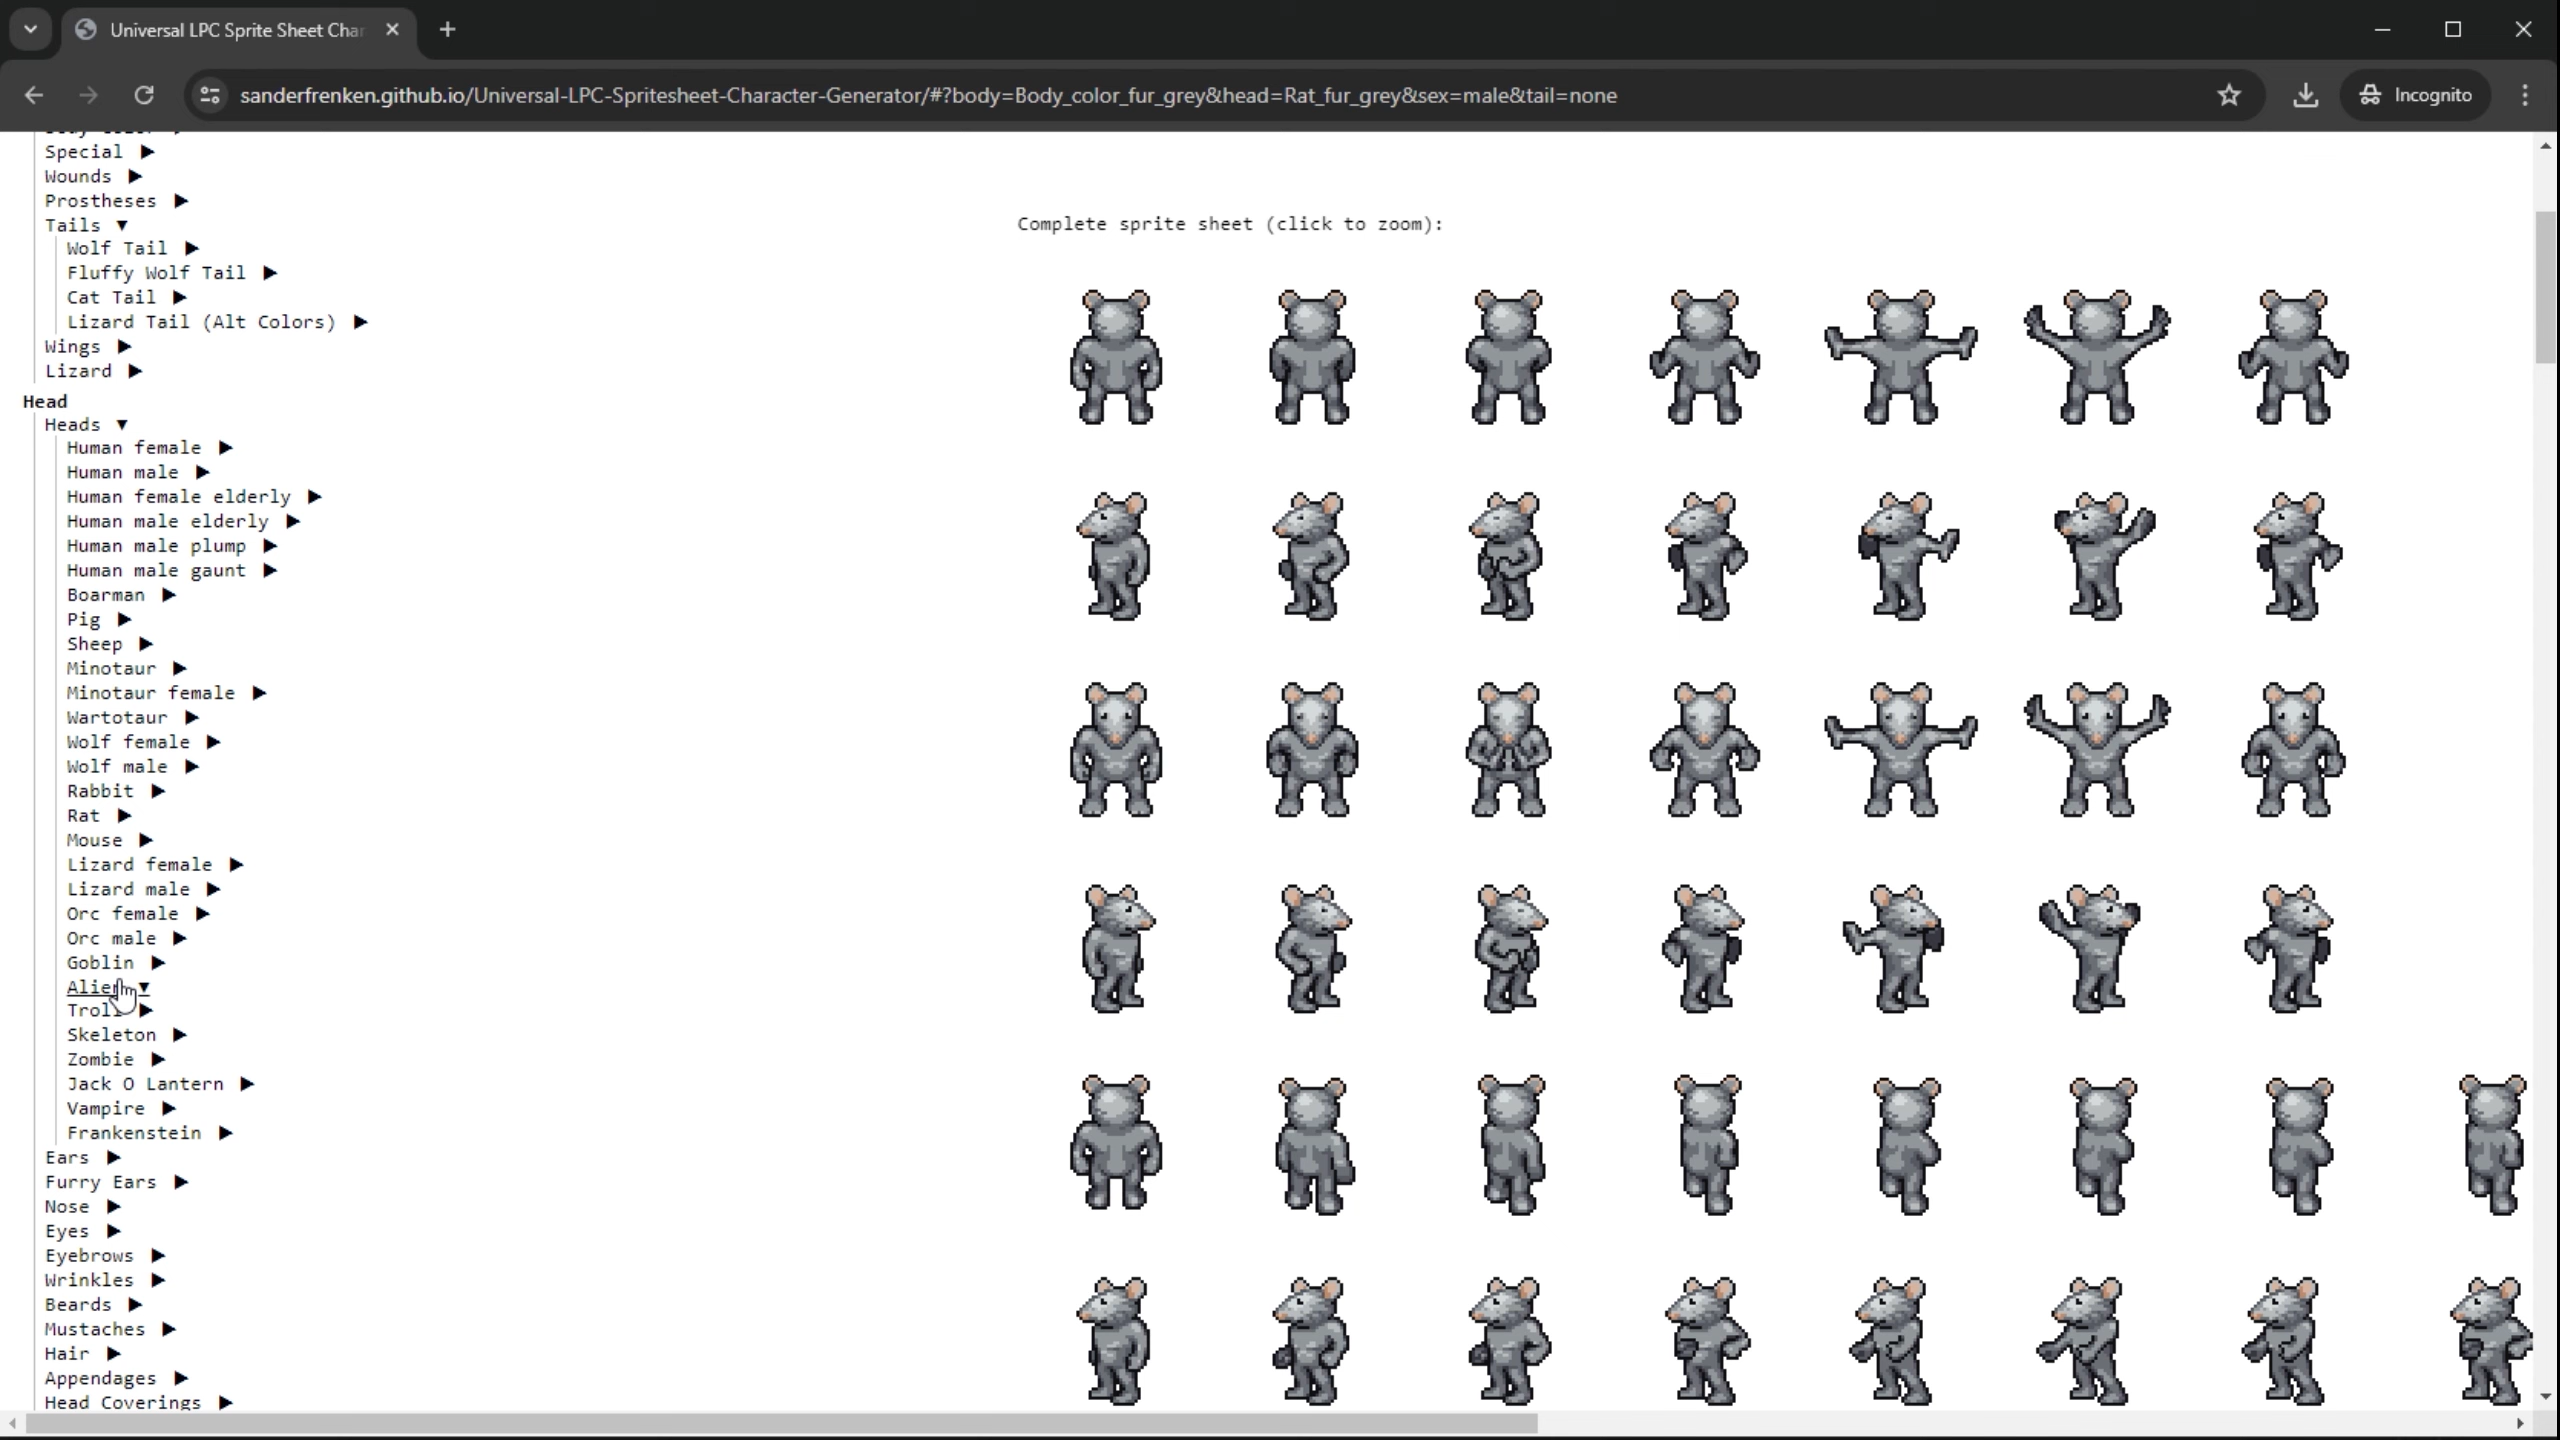 Universal LPC Sprite Sheet Char
sanderfrenken.github.io/Universal-LPC-Spritesheet-Character-Generator/#?body=Body_color_fur_grey&head=Rat_fur_grey&sex=male&tail=none
Incognito
Special ▶
Wounds ▶
Prostheses ▶
Tails ▼
Wolf Tail ▶
Fluffy Wolf Tail ▶
Cat Tail ▶
Lizard Tail (Alt Colors) ▶
Wings ▶
Lizard ▶
Head
Heads ▼
Human female ▶
Human male ▶
Human female elderly ▶
Human male elderly ▶
Human male plump ▶
Human male gaunt ▶
Boarman ▶
Pig ▶
Sheep ▶
Minotaur ▶
Minotaur female ▶
Wartotaur ▶
Wolf female ▶
Wolf male ▶
Rabbit ▶
Rat ▶
Mouse ▶
Lizard female ▶
Lizard male ▶
Orc female ▶
Orc male ▶
Goblin ▶
Alien ▼
Troll ▶
Skeleton ▶
Zombie ▶
Jack O Lantern ▶
Vampire ▶
Frankenstein ▶
Ears ▶
Furry Ears ▶
Nose ▶
Eyes ▶
Eyebrows ▶
Wrinkles ▶
Beards ▶
Mustaches ▶
Hair ▶
Appendages ▶
Head Coverings ▶
Complete sprite sheet (click to zoom):